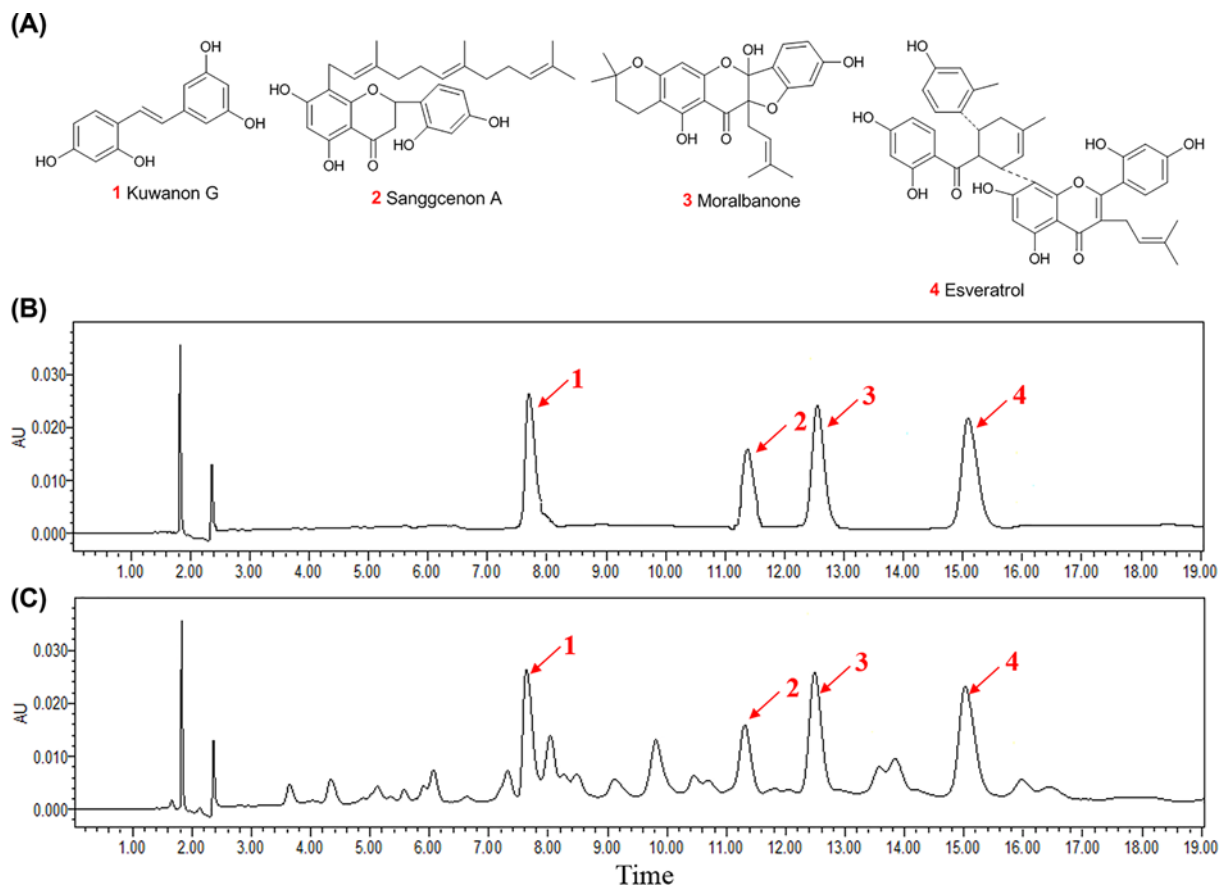 (A)
OH
OH
HO
OH
1 Kuwanon G
HO
O
OH
O
HO
OH
2 Sanggcenon A
O
O
HO
OH
OH
O
O
3 Moralbanone
HO
HO
OH
O
HO
HO
OH
O
OH
O
4 Esveratrol
(B)
AU
0.030
0.020
0.010
0.000
1
2
3
4
1.00 2.00 3.00 4.00 5.00 6.00 7.00 8.00 9.00 10.00 11.00 12.00 13.00 14.00 15.00 16.00 17.00 18.00 19.00
(C)
AU
0.030
0.020
0.010
0.000
1
2
3
4
1.00 2.00 3.00 4.00 5.00 6.00 7.00 8.00 9.00 10.00 11.00 12.00 13.00 14.00 15.00 16.00 17.00 18.00 19.00
Time